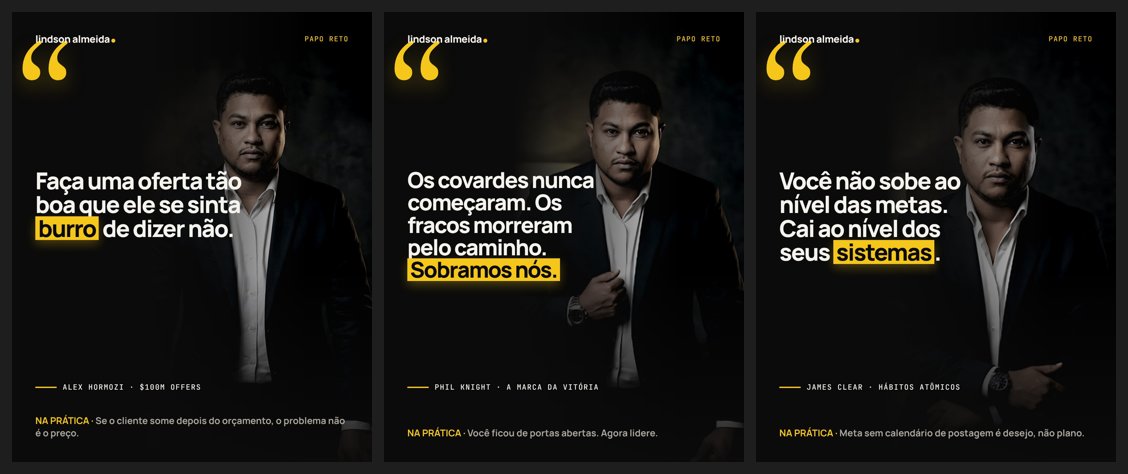 lindson almeida.
PAPO RETO
“
Faça uma oferta tão
boa que ele se sinta
burro de dizer não.
ALEX HORMOZI · $100M OFFERS
NA PRÁTICA · Se o cliente some depois do orçamento, o problema não
é o preço.
lindson almeida.
PAPO RETO
“
Os covardes nunca
começaram. Os
fracos morreram
pelo caminho.
Sobramos nós.
PHIL KNIGHT · A MARCA DA VITÓRIA
NA PRÁTICA · Você ficou de portas abertas. Agora lidere.
lindson almeida.
PAPO RETO
“
Você não sobe ao
nível das metas.
Cai ao nível dos
seus sistemas.
JAMES CLEAR · HÁBITOS ATÔMICOS
NA PRÁTICA · Meta sem calendário de postagem é desejo, não plano.